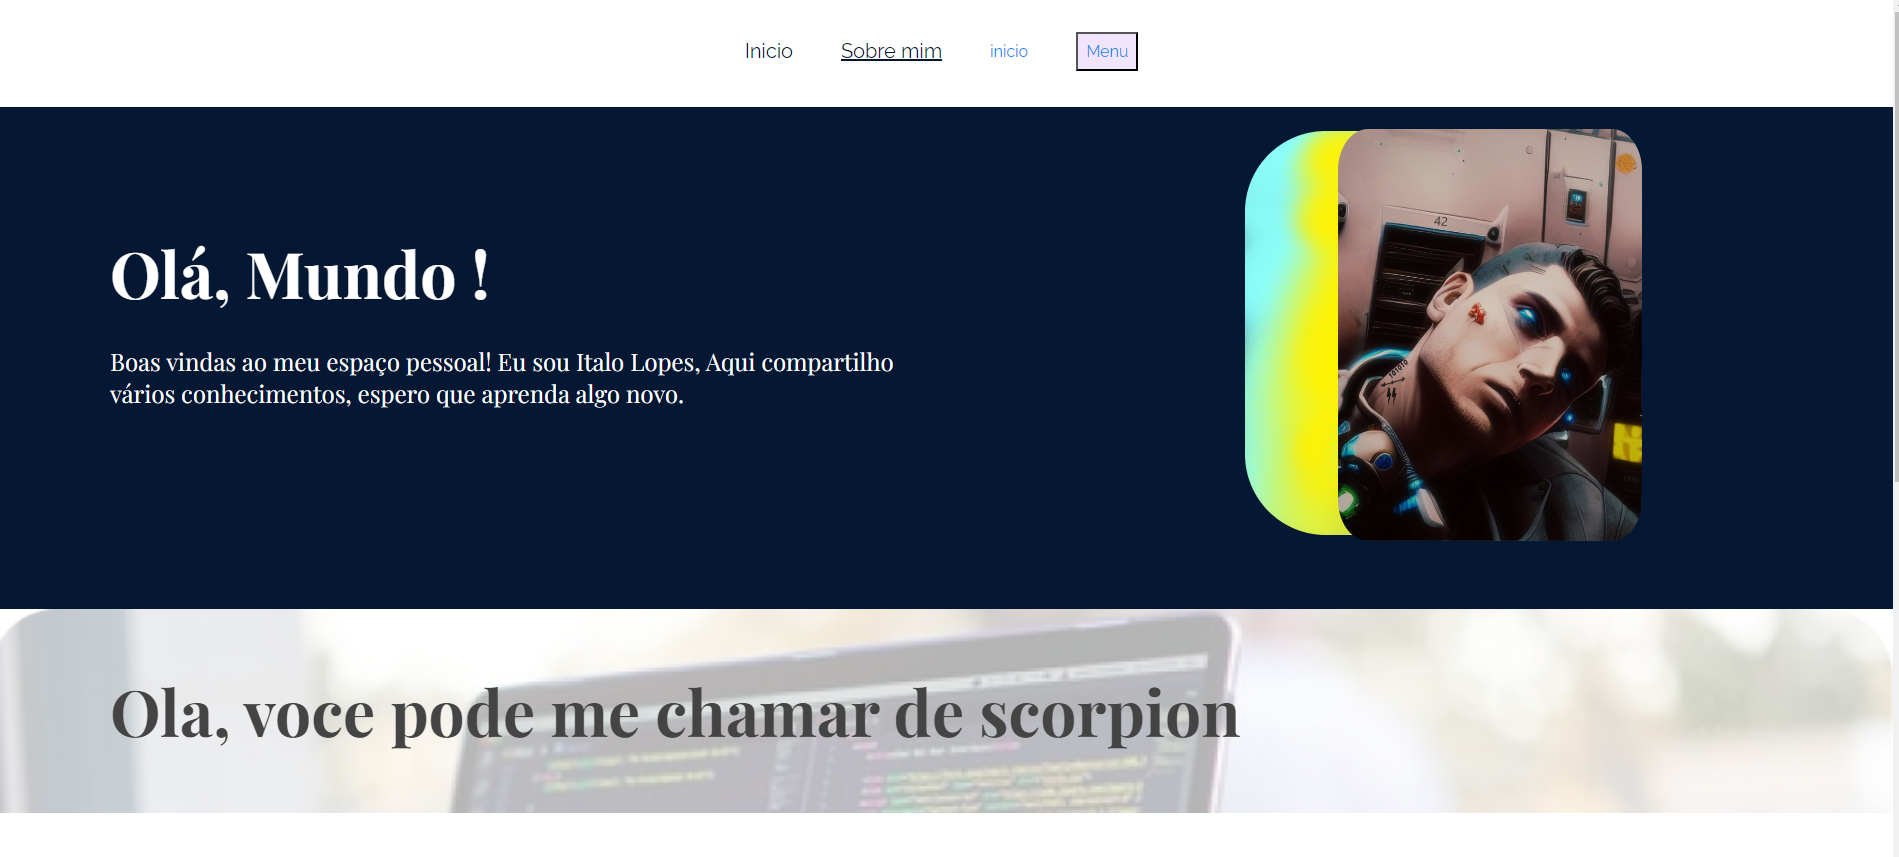 Inicio Sobre mim inicio Menu
Olá, Mundo !
Boas vindas ao meu espaço pessoal! Eu sou Italo Lopes, Aqui compartilho
vários conhecimentos, espero que aprenda algo novo.
42
Ola, voce pode me chamar de scorpion